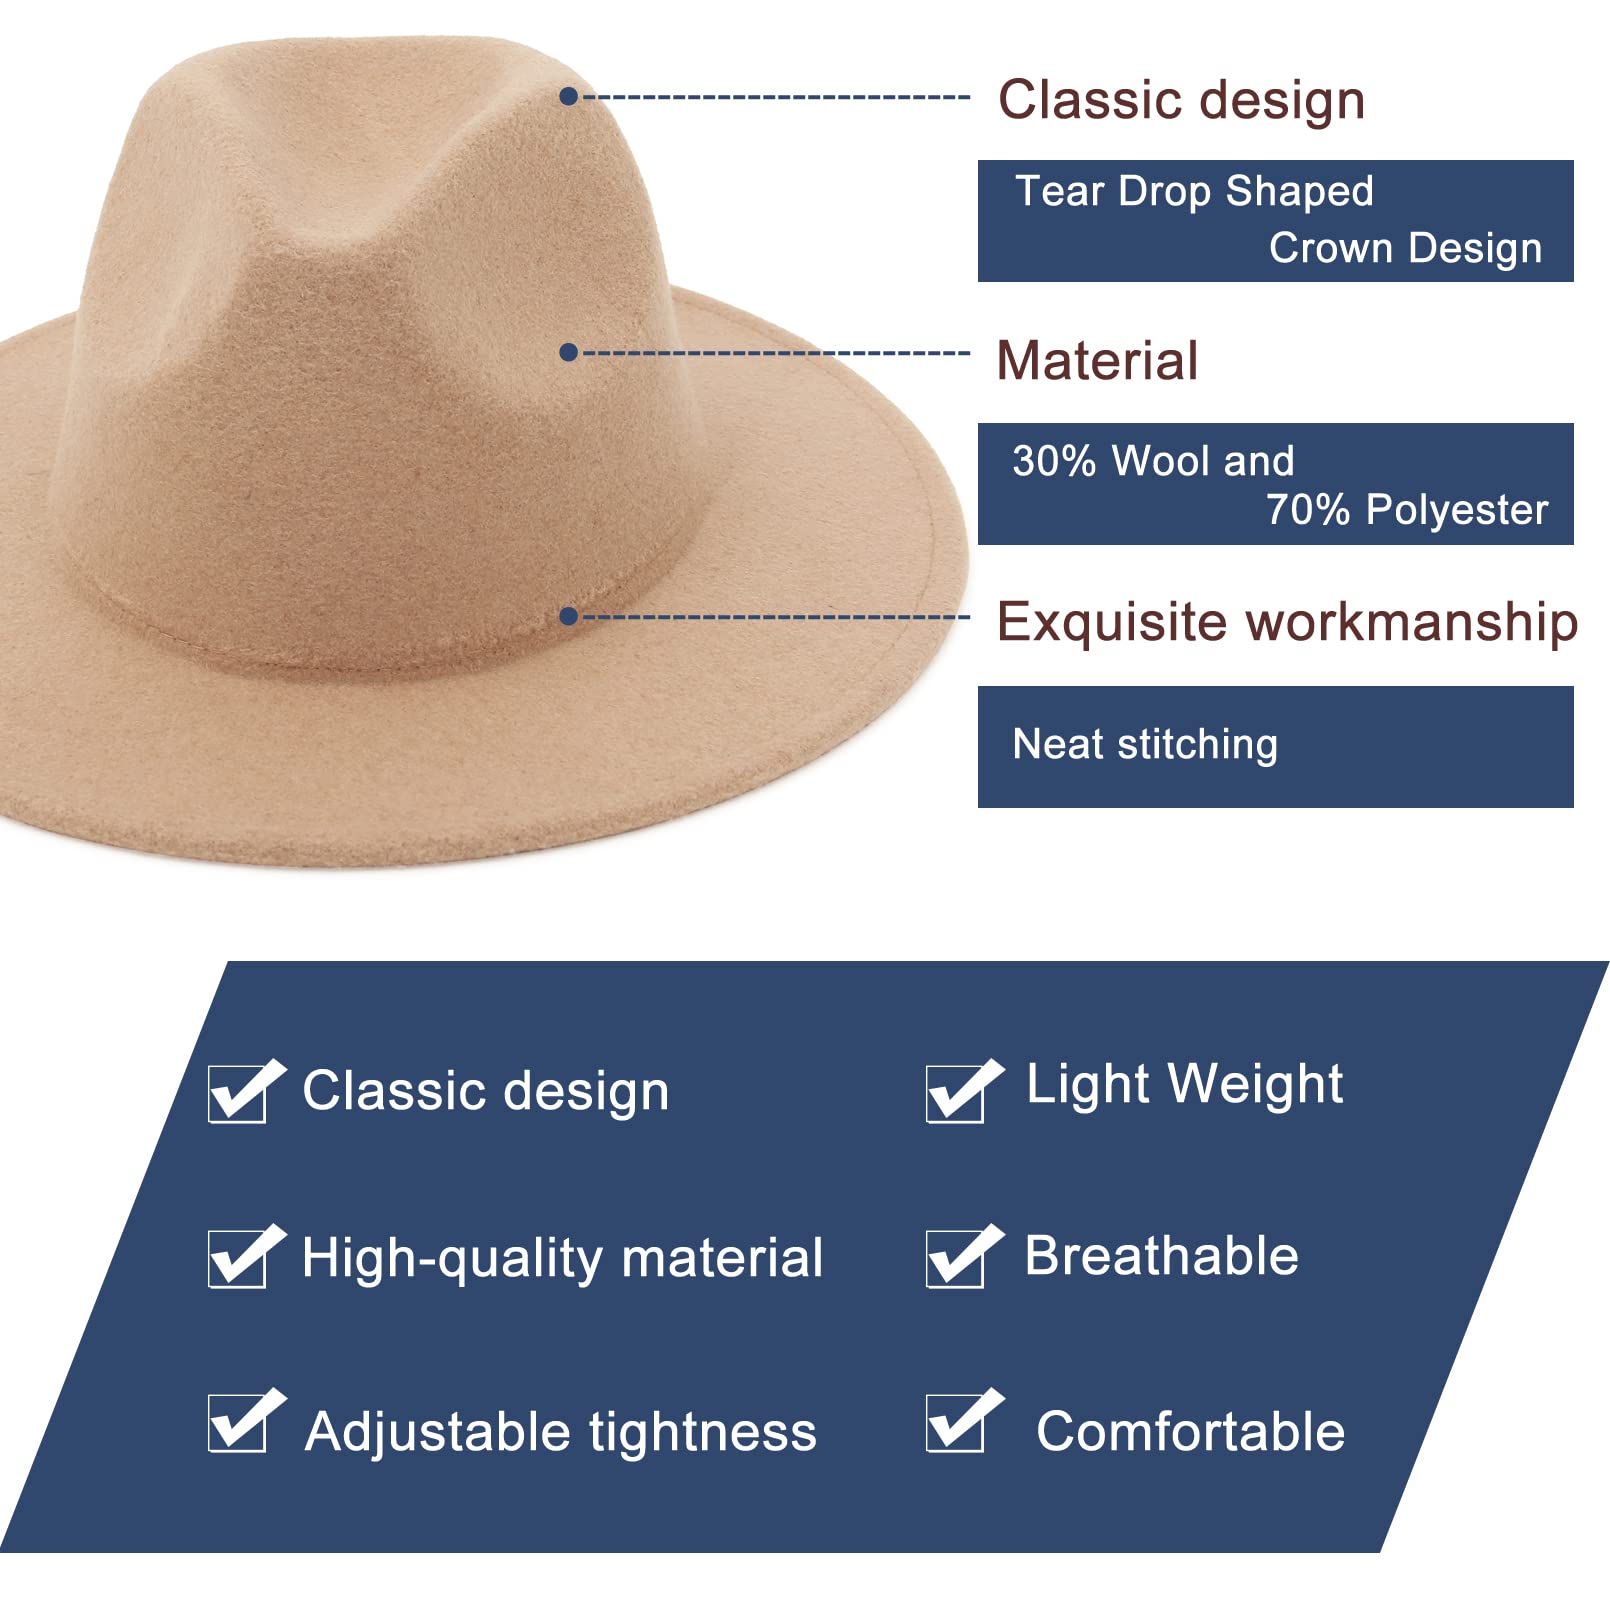 Classic design
Tear Drop Shaped
Crown Design
Material
30% Wool and
70% Polyester
Exquisite workmanship
Neat stitching
Classic design
Light Weight
High-quality material
Breathable
Adjustable tightness
Comfortable